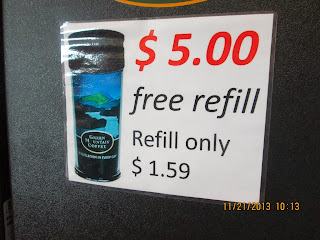 $ 5.00
free refill
Refill only
$ 1.59
GREEN
MOUNTAIN
COFFEE
11/21/2013 10:13